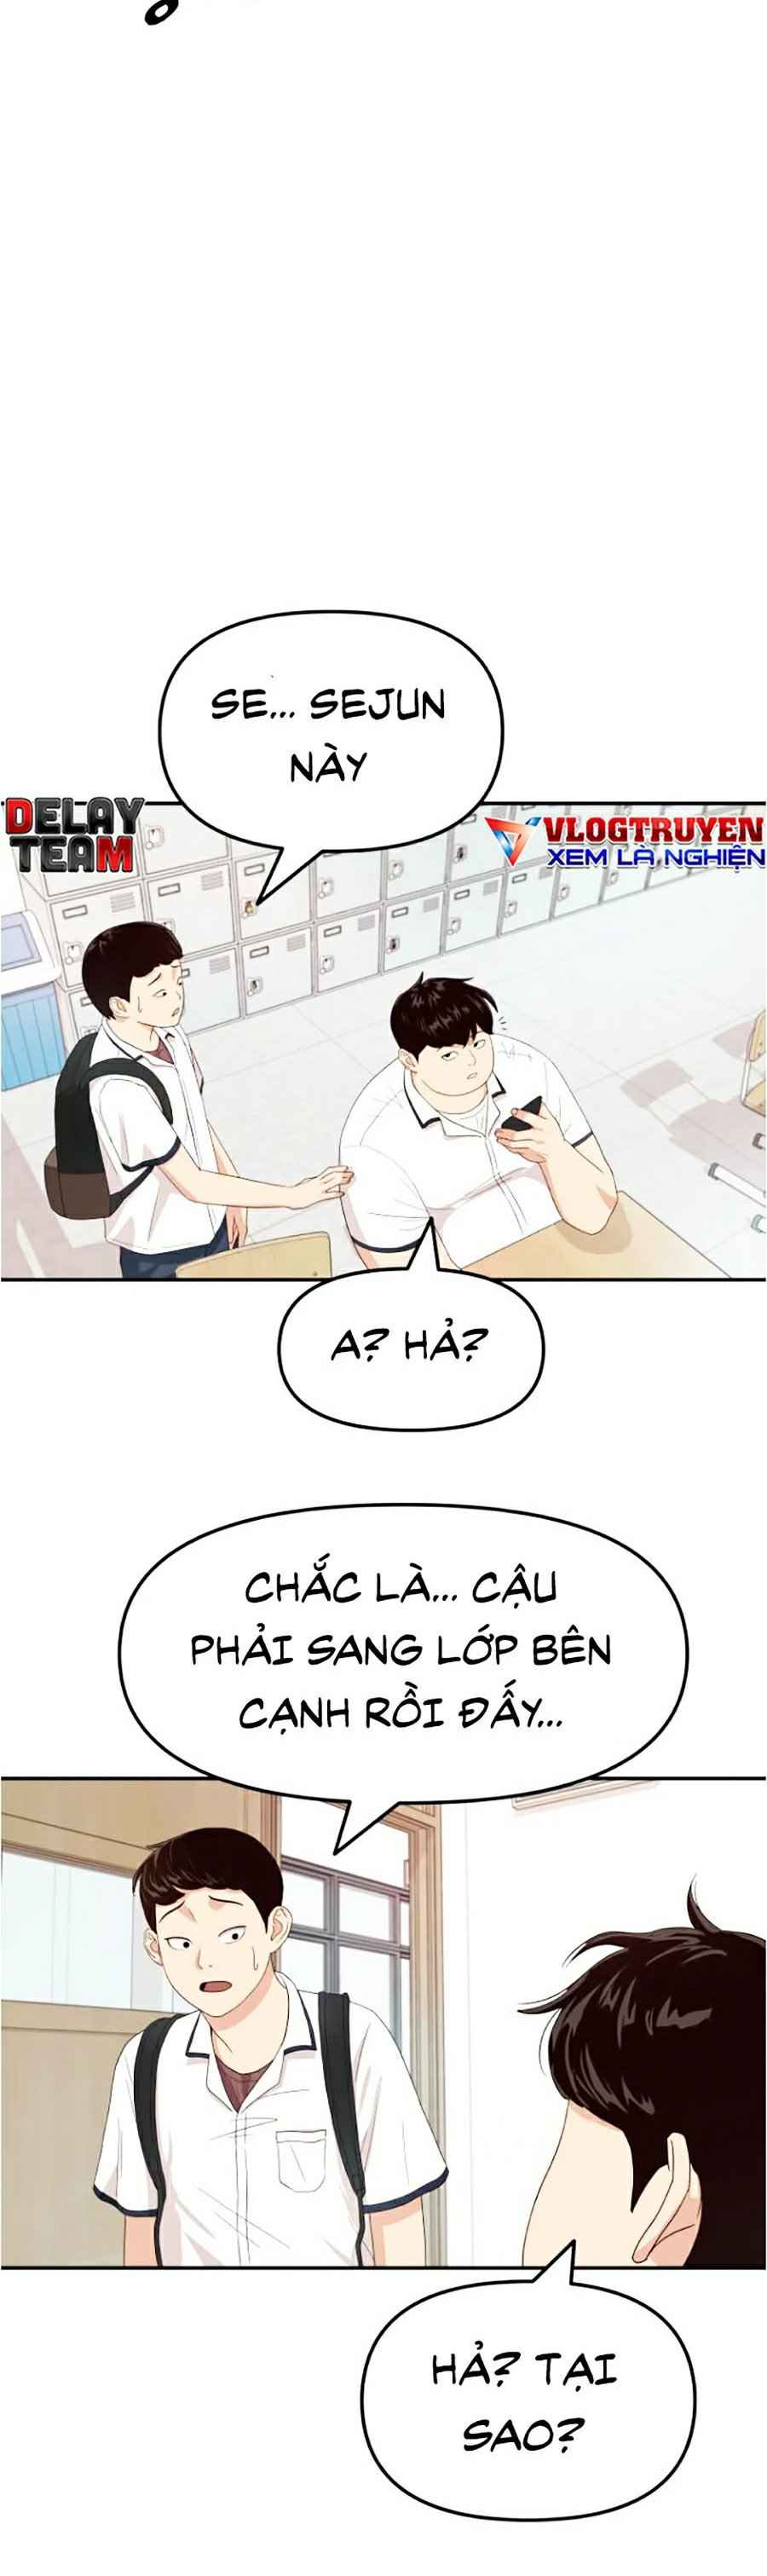 SE... SEJUN
NÀY
DELAY
TEAM
VLOGTRUYEN
XEM LÀ NGHIỆN
A? HẢ?
CHẮC LÀ... CẬU
PHẢI SANG LỚP BÊN
CẠNH RỒI ĐẤY...
HẢ? TẠI
SAO?